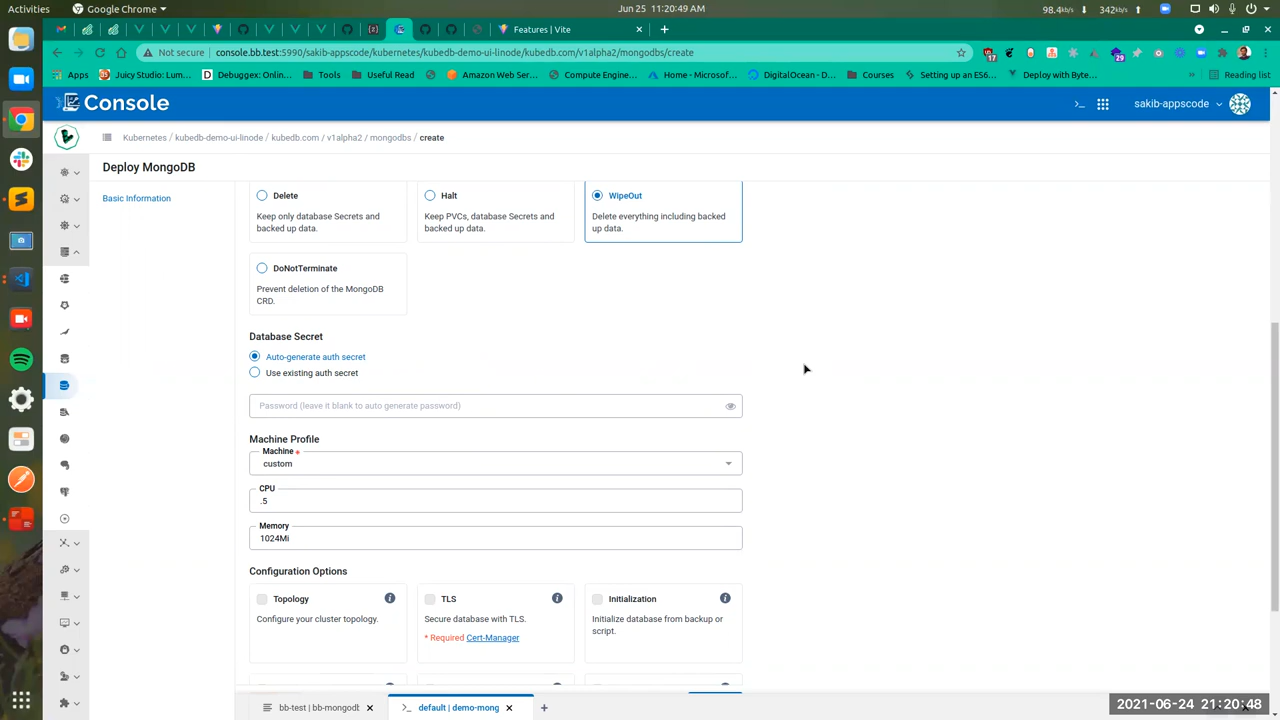 Google Chrome
Jun 25 11:20:49 AM
98.4% 31.2%
Features | Vite
Not secure console.bb.test:5990/sakib-appscode/kubernetes/kubedb-demo-ui-linode/kubedb.com/v1alpha2/mongodbs/create
17
29
Apps Juicy Studio: Lum… Debuggex: Onlin… Tools Useful Read Amazon Web Ser… Compute Engine… Home - Microsof… DigitalOcean - D… Courses Setting up an ES6… Deploy with Byte… » Reading list
Console
sakib-appscode
Kubernetes / kubedb-demo-ui-linode / kubedb.com / v1alpha2 / mongodbs / create
Deploy MongoDB
Basic Information
Delete
Keep only database Secrets and
backed up data.
Halt
Keep PVCs, database Secrets and
backed up data.
WipeOut
Delete everything including backed
up data.
DoNotTerminate
Prevent deletion of the MongoDB
CRD.
Database Secret
Auto-generate auth secret
Use existing auth secret
Password (leave it blank to auto generate password)
Machine Profile
Machine *
custom
CPU
.5
Memory
1024Mi
Configuration Options
Topology
Configure your cluster topology.
TLS
Secure database with TLS.
* Required Cert-Manager
Initialization
Initialize database from backup or
script.
bb-test | bb-mongodb
default | demo-mong
2021-06-24 21:20:48